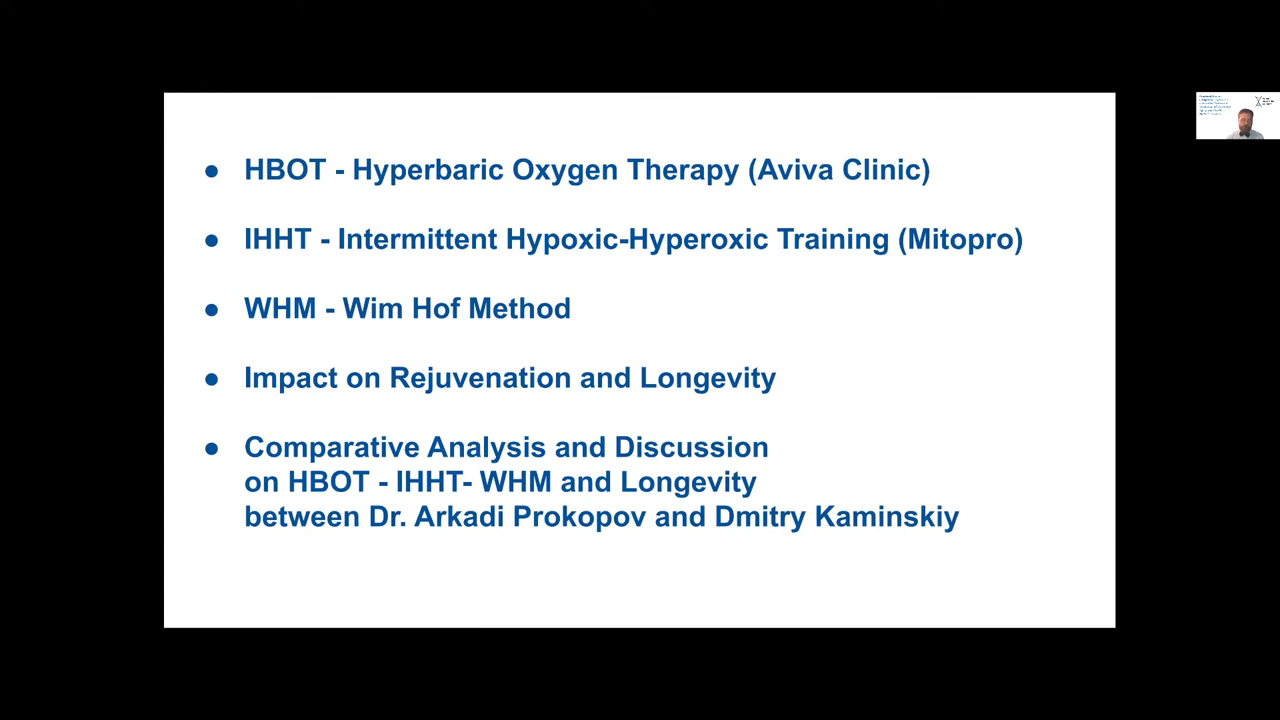 ● HBOT - Hyperbaric Oxygen Therapy (Aviva Clinic)
● IHHT - Intermittent Hypoxic-Hyperoxic Training (Mitopro)
● WHM - Wim Hof Method
● Impact on Rejuvenation and Longevity
● Comparative Analysis and Discussion
on HBOT - IHHT- WHM and Longevity
between Dr. Arkadi Prokopov and Dmitry Kaminskiy